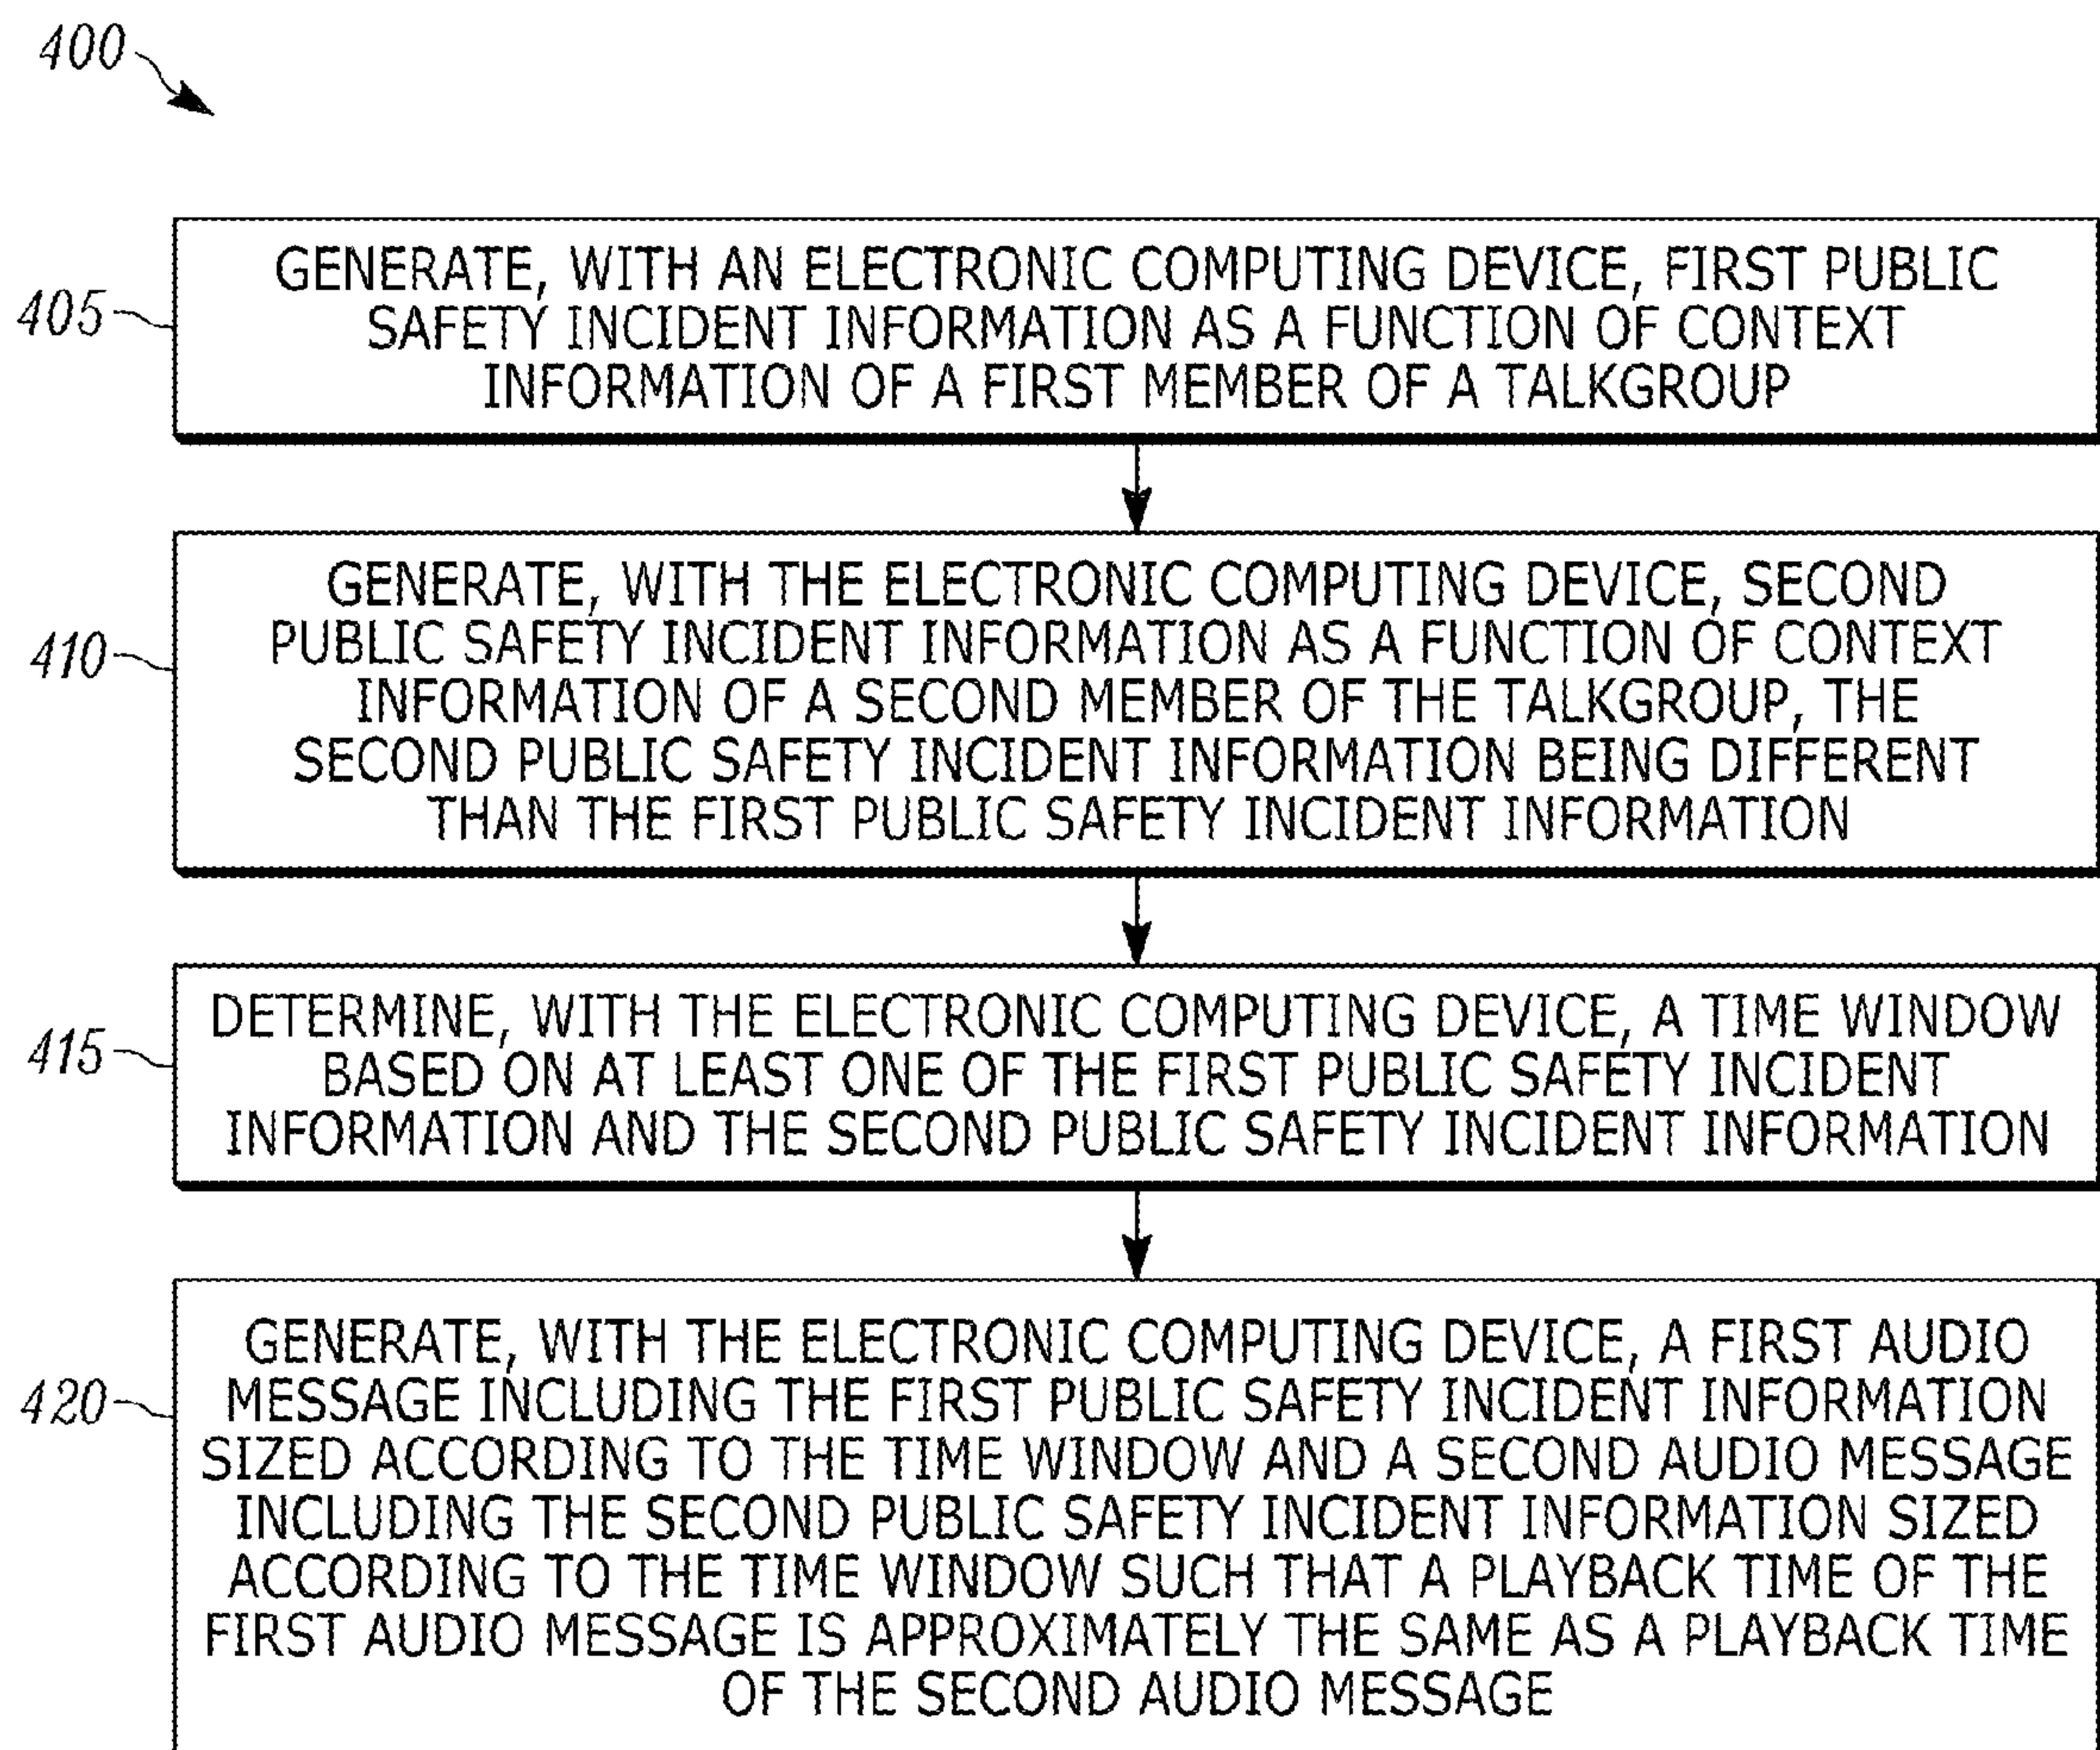 400
GENERATE, WITH AN ELECTRONIC COMPUTING DEVICE, FIRST PUBLIC
SAFETY INCIDENT INFORMATION AS A FUNCTION OF CONTEXT
INFORMATION OF A FIRST MEMBER OF A TALKGROUP
405
GENERATE, WITH THE ELECTRONIC COMPUTING DEVICE, SECOND
PUBLIC SAFETY INCIDENT INFORMATION AS A FUNCTION OF CONTEXT
INFORMATION OF A SECOND MEMBER OF THE TALKGROUP, THE
SECOND PUBLIC SAFETY INCIDENT INFORMATION BEING DIFFERENT
THAN THE FIRST PUBLIC SAFETY INCIDENT INFORMATION
410
DETERMINE, WITH THE ELECTRONIC COMPUTING DEVICE, A TIME WINDOW
BASED ON AT LEAST ONE OF THE FIRST PUBLIC SAFETY INCIDENT
INFORMATION AND THE SECOND PUBLIC SAFETY INCIDENT INFORMATION
415
GENERATE, WITH THE ELECTRONIC COMPUTING DEVICE, A FIRST AUDIO
MESSAGE INCLUDING THE FIRST PUBLIC SAFETY INCIDENT INFORMATION
SIZED ACCORDING TO THE TIME WINDOW AND A SECOND AUDIO MESSAGE
INCLUDING THE SECOND PUBLIC SAFETY INCIDENT INFORMATION SIZED
ACCORDING TO THE TIME WINDOW SUCH THAT A PLAYBACK TIME OF THE
FIRST AUDIO MESSAGE IS APPROXIMATELY THE SAME AS A PLAYBACK TIME
OF THE SECOND AUDIO MESSAGE
420